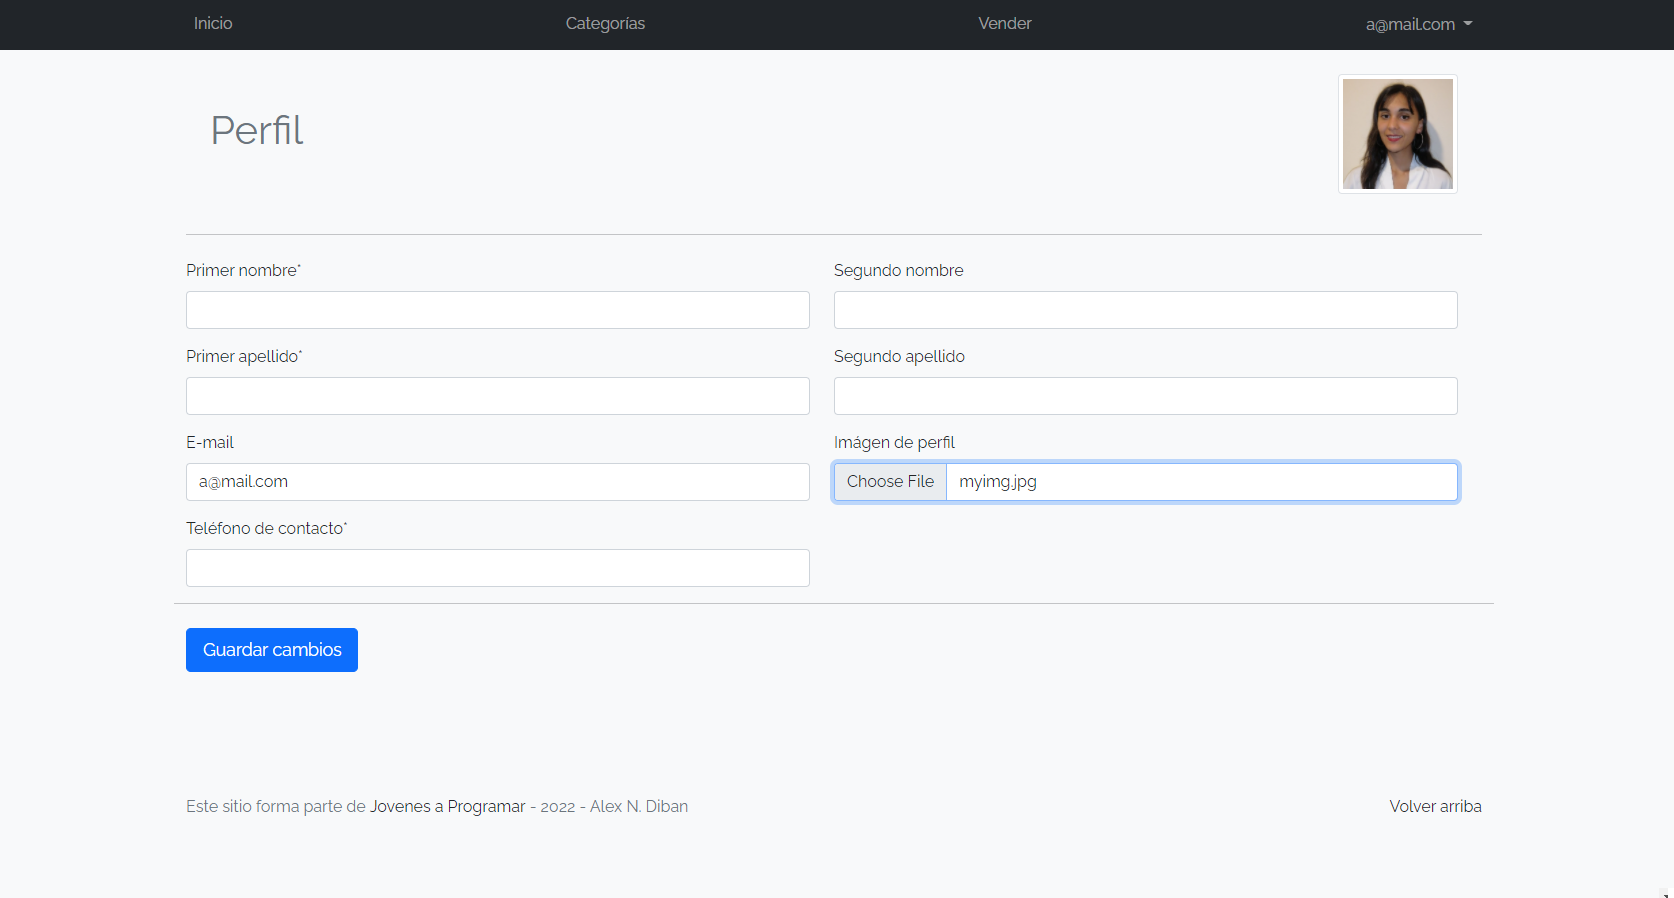 Inicio Categorías Vender a@mail.com
Perfil
Primer nombre* Segundo nombre
Primer apellido* Segundo apellido
E-mail Imágen de perfil
a@mail.com Choose File myimg.jpg
Teléfono de contacto*
Guardar cambios
Este sitio forma parte de Jovenes a Programar - 2022 - Alex N. Diban Volver arriba